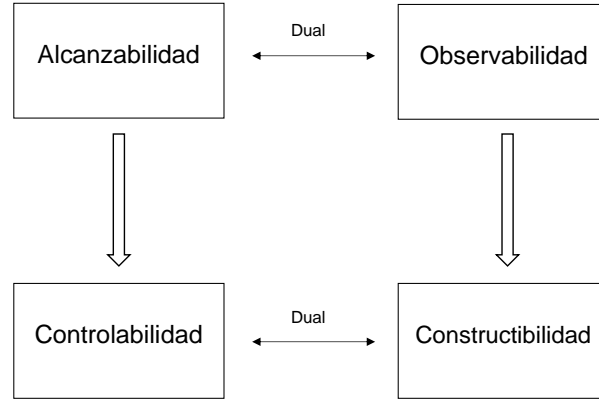 Alcanzabilidad
Dual
Observabilidad
Controlabilidad
Dual
Constructibilidad